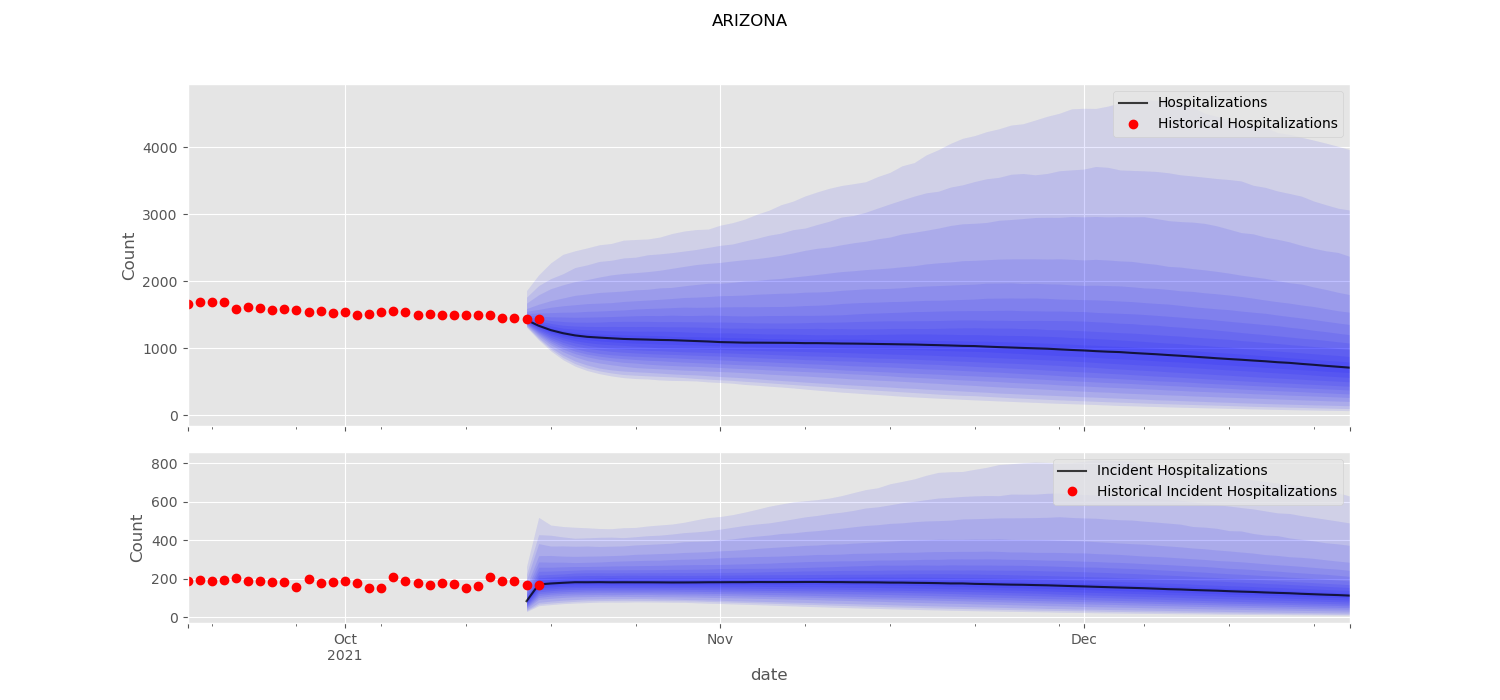 ARIZONA
Hospitalizations
Historical Hospitalizations
4000
3000
2000
1000
0
Count
Incident Hospitalizations
Historical Incident Hospitalizations
800
600
400
200
0
Count
Oct
2021
Nov
Dec
date